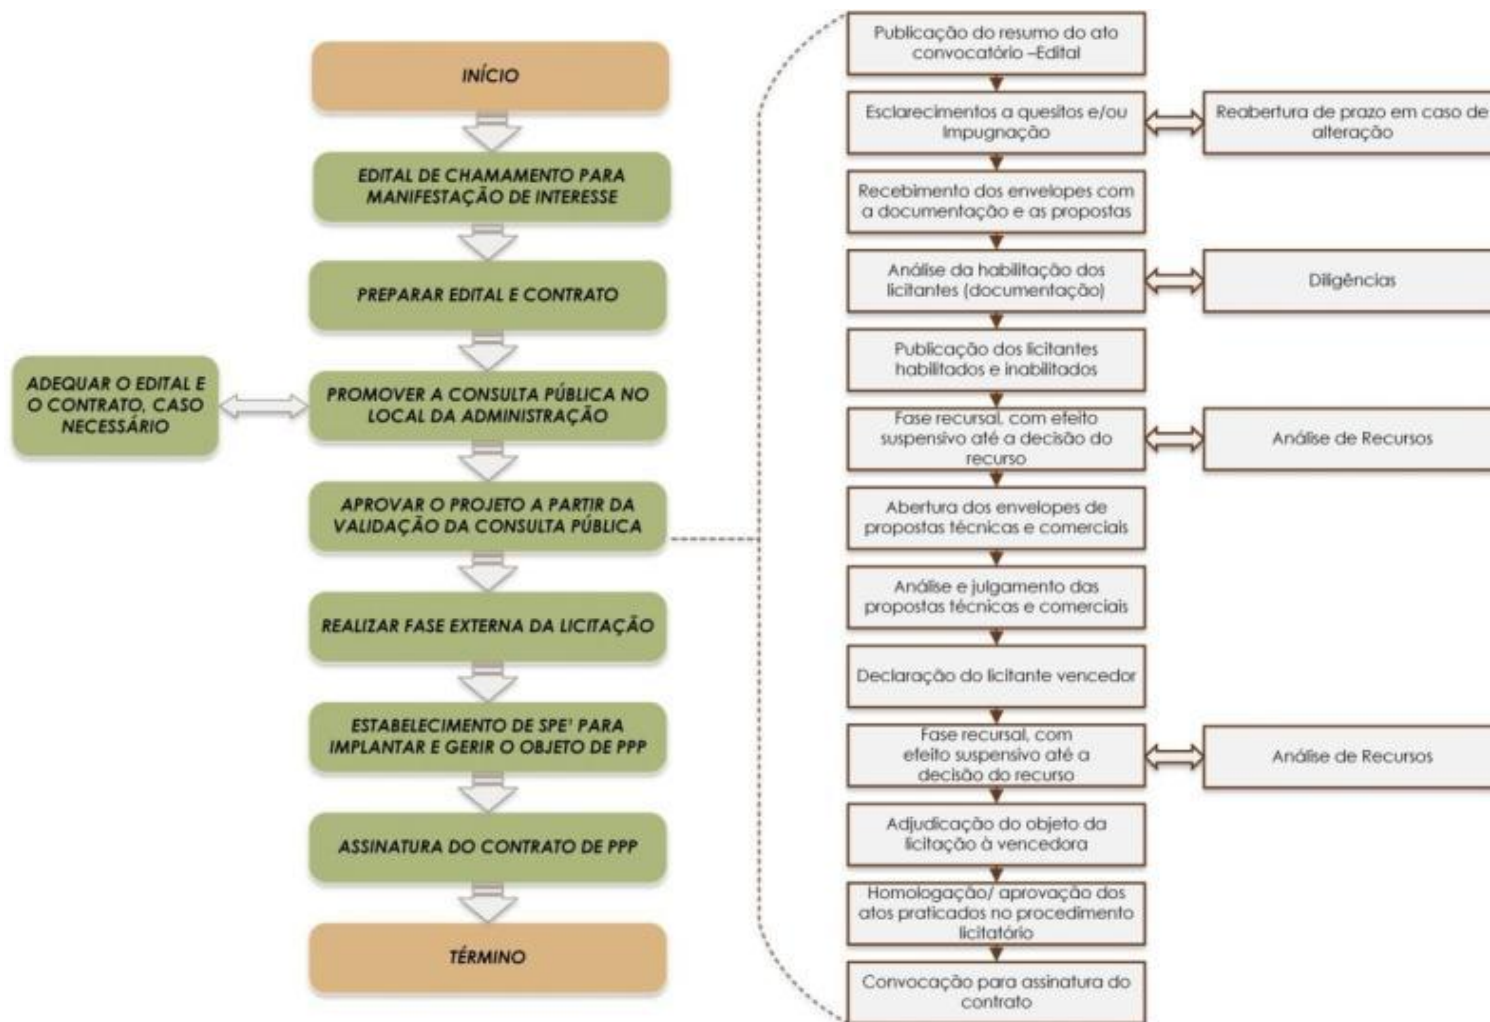 INÍCIO
EDITAL DE CHAMAMENTO PARA
MANIFESTAÇÃO DE INTERESSE
PREPARAR EDITAL E CONTRATO
ADEQUAR O EDITAL E
O CONTRATO, CASO
NECESSÁRIO
PROMOVER A CONSULTA PÚBLICA NO
LOCAL DA ADMINISTRAÇÃO
APROVAR O PROJETO A PARTIR DA
VALIDAÇÃO DA CONSULTA PÚBLICA
REALIZAR FASE EXTERNA DA LICITAÇÃO
ESTABELECIMENTO DE SPE¹ PARA
IMPLANTAR E GERIR O OBJETO DE PPP
ASSINATURA DO CONTRATO DE PPP
TÉRMINO
Publicação do resumo do ato
convocatório –Edital
Esclarecimentos a quesitos e/ou
Impugnação
Reabertura de prazo em caso de
alteração
Recebimento dos envelopes com
a documentação e as propostas
Análise da habilitação dos
licitantes (documentação)
Diligências
Publicação dos licitantes
habilitados e inabilitados
Fase recursal, com efeito
suspensivo até a decisão do
recurso
Análise de Recursos
Abertura dos envelopes de
propostas técnicas e comerciais
Análise e julgamento das
propostas técnicas e comerciais
Declaração do licitante vencedor
Fase recursal, com
efeito suspensivo até a
decisão do recurso
Análise de Recursos
Adjudicação do objeto da
licitação à vencedora
Homologação/ aprovação dos
atos praticados no procedimento
licitatório
Convocação para assinatura do
contrato